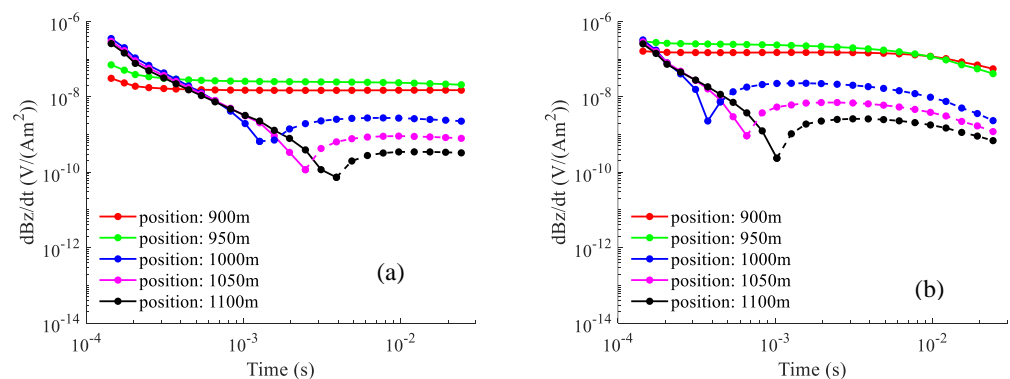 10^-6
10^-8
10^-10
10^-12
10^-14
dBz/dt (V/(Am^2))
position: 900m
position: 950m
position: 1000m
position: 1050m
position: 1100m
(a)
10^-4
10^-3
10^-2
Time (s)
10^-6
10^-8
10^-10
10^-12
10^-14
dBz/dt (V/(Am^2))
position: 900m
position: 950m
position: 1000m
position: 1050m
position: 1100m
(b)
10^-4
10^-3
10^-2
Time (s)